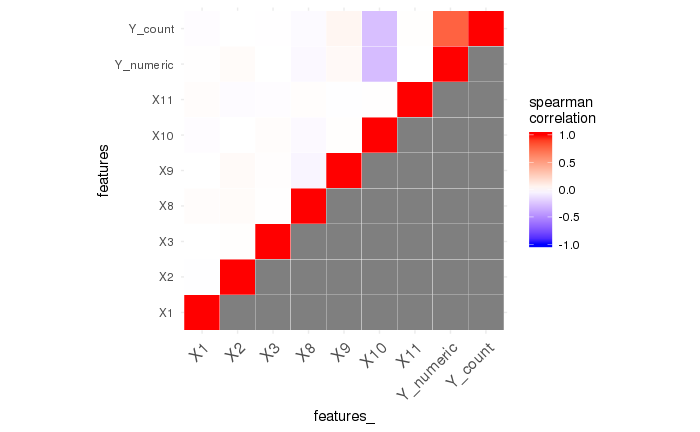 Y_count
Y_numeric
X11
X10
X9
X8
X3
X2
X1
features
X1
X2
X3
X8
X9
X10
X11
Y_numeric
Y_count
features_
spearman
correlation
1.0
0.5
0.0
-0.5
-1.0